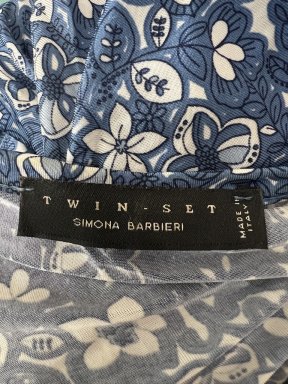 TWIN-SET
SIMONA BARBIERI
MADE IN
ITALY